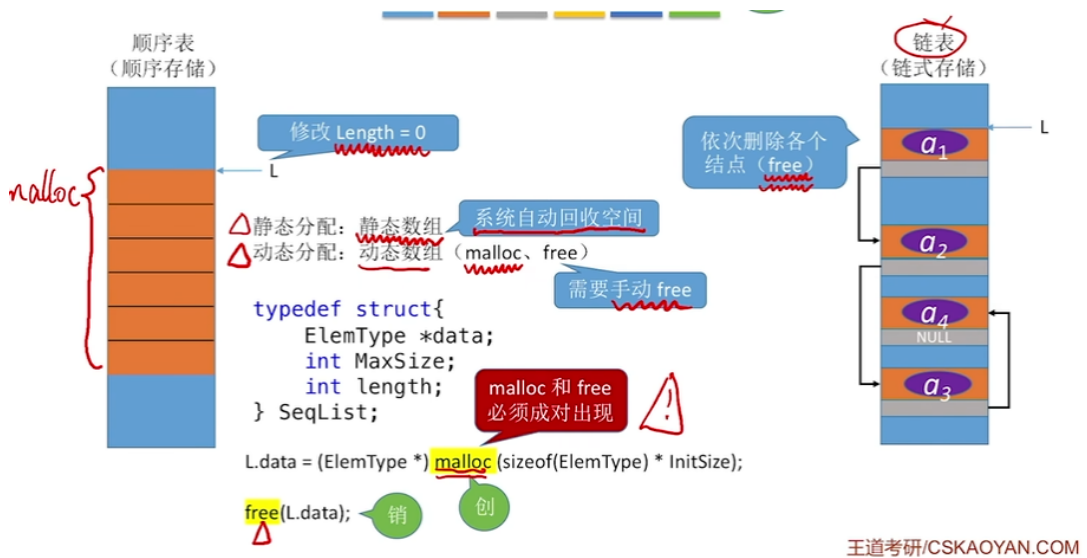 顺序表
（顺序存储）
malloc
修改 Length = 0
L
静态分配：静态数组
系统自动回收空间
动态分配：动态数组（malloc、free）
需要手动 free
typedef struct{
ElemType *data;
int MaxSize;
int length;
} SeqList;
malloc 和 free
必须成对出现
!
L.data = (ElemType *) malloc (sizeof(ElemType) * InitSize);
创
free(L.data);
销
链表
（链式存储）
L
依次删除各个
结点（free）
a1
a2
a4
NULL
a3
王道考研/CSKAOYAN.COM